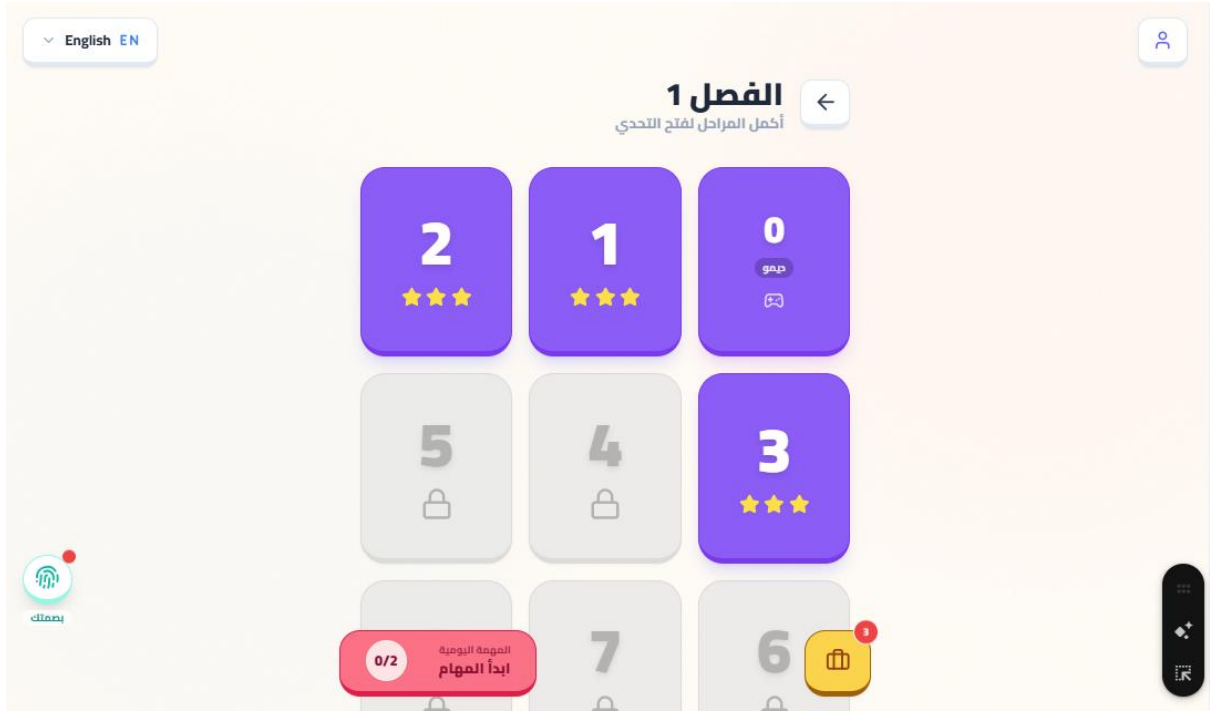 English EN
الفصل 1
أكمل المراحل لفتح التحدي
0
ديمو
1
2
3
4
5
6
7
3
المهمة اليومية
ابدأ المهام
0/2
بصمتك